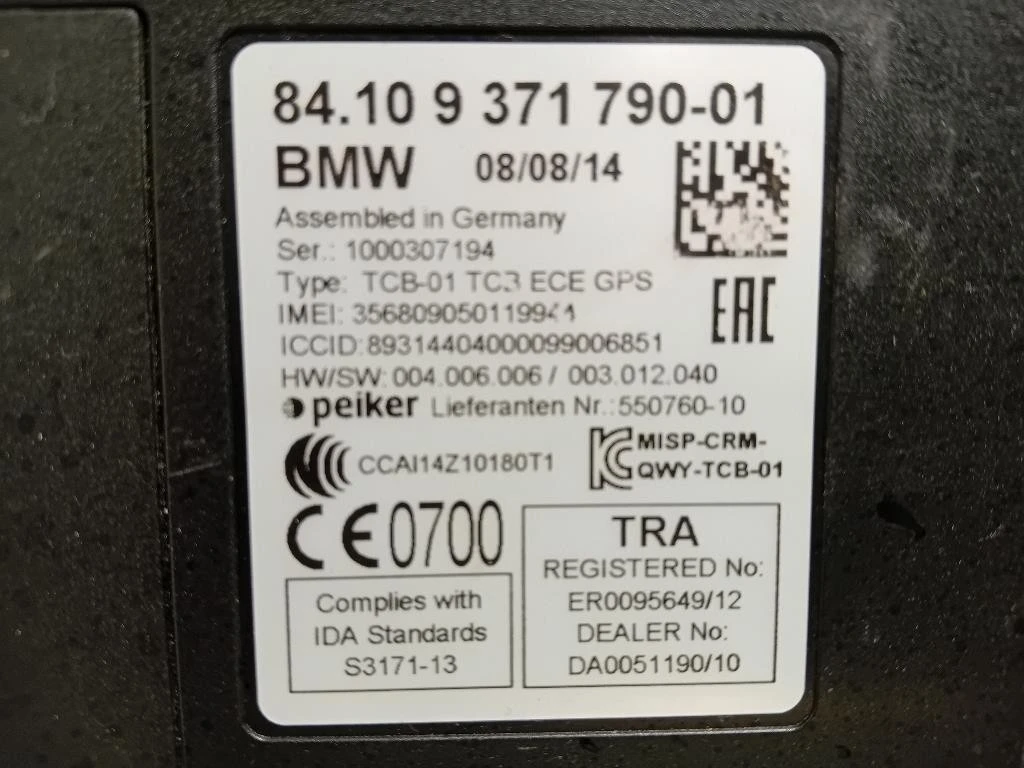 84.10 9 371 790-01
BMW 08/08/14
Assembled in Germany
Ser.: 1000307194
Type: TCB-01 TCB ECE GPS
IMEI:
ICCID:89314404000099006851
HW/SW: 004.006.006 / 003.012.040
peiker Lieferanten Nr.:550760-10
EAC
CCAI14Z10180T1
MISP-CRM-
QWY-TCB-01
CE0700
Complies with
IDA Standards
S3171-13
TRA
REGISTERED No:
ER0095649/12
DEALER No:
DA0051190/10